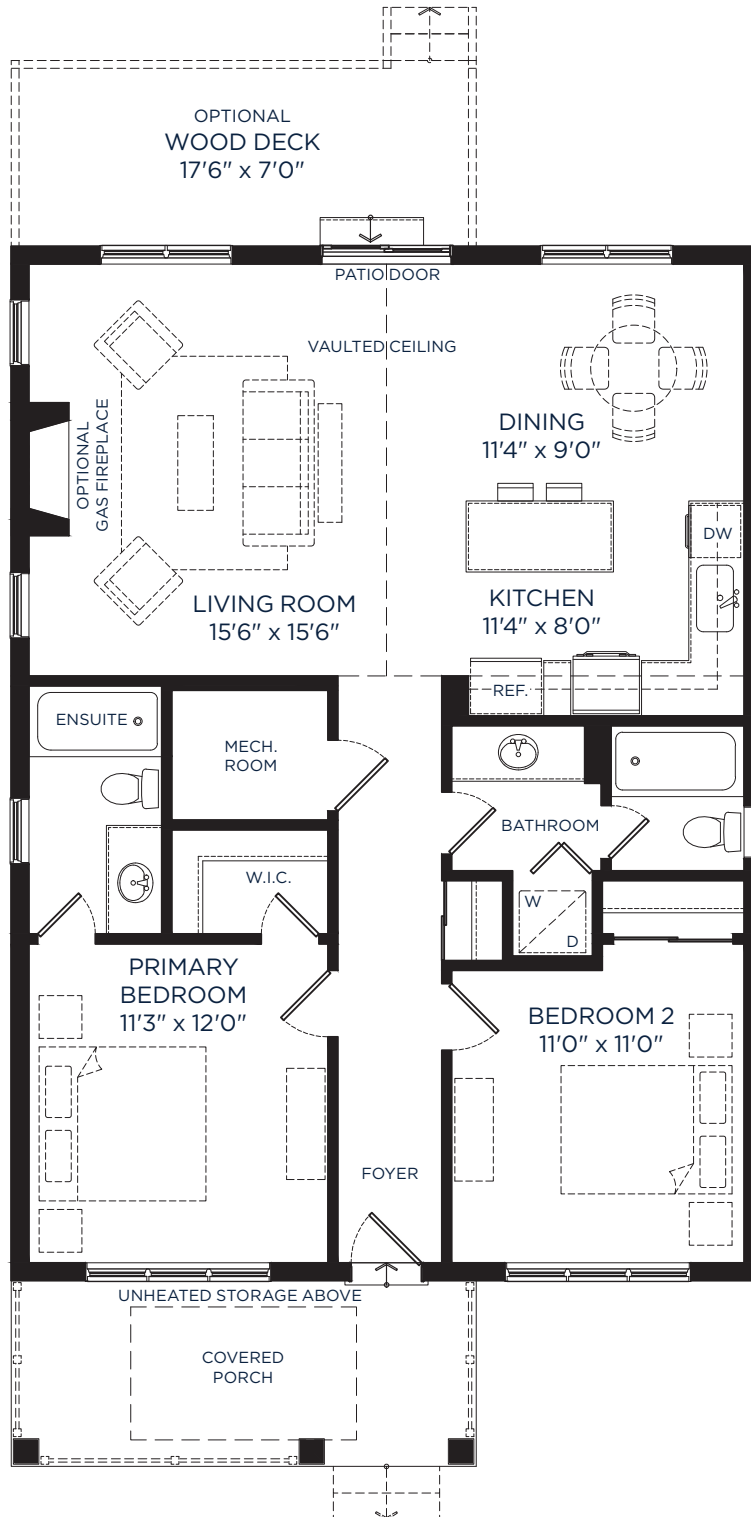 OPTIONAL
WOOD DECK
17'6" x 7'0"
PATIO DOOR
VAULTED CEILING
OPTIONAL
GAS FIREPLACE
DINING
11'4" x 9'0"
DW
LIVING ROOM
15'6" x 15'6"
KITCHEN
11'4" x 8'0"
REF.
ENSUITE
MECH.
ROOM
BATHROOM
W.I.C.
W
D
PRIMARY
BEDROOM
11'3" x 12'0"
BEDROOM 2
11'0" x 11'0"
FOYER
UNHEATED STORAGE ABOVE
COVERED
PORCH